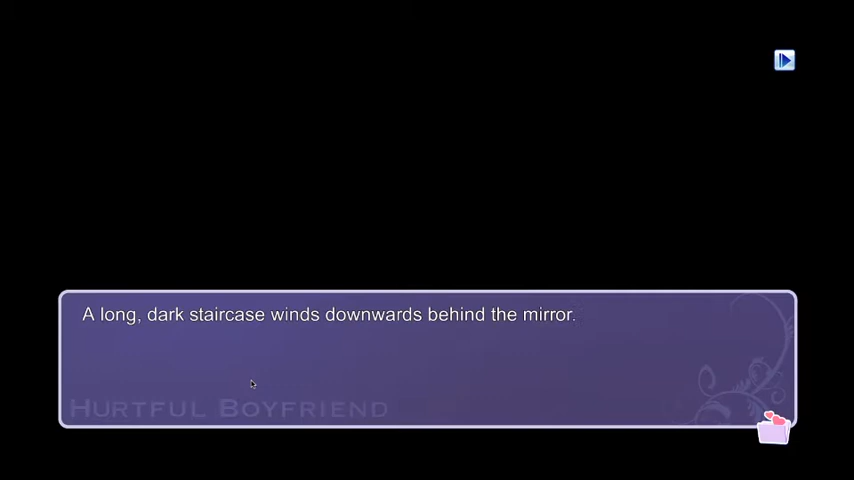 A long, dark staircase winds downwards behind the mirror.
HURTFUL BOYFRIEND